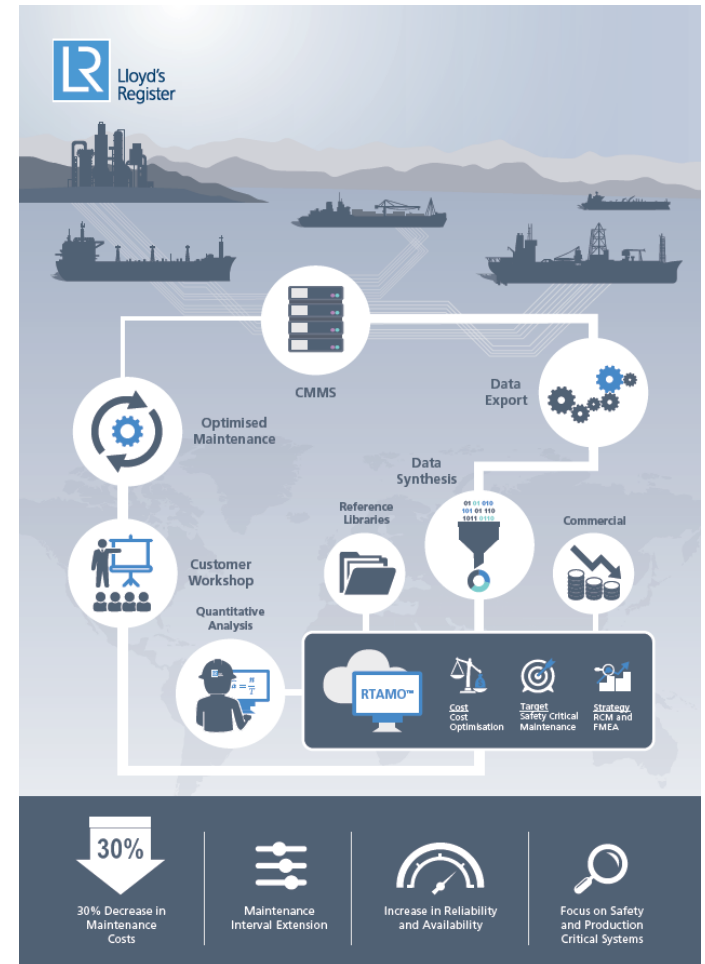 LR
Lloyd's
Register
CMMS
Data
Export
Optimised
Maintenance
Data
Synthesis
01 01 010
101 01 110
1011 0110
Reference
Libraries
Commercial
Customer
Workshop
Quantitative
Analysis
RTAMO™
Cost
Cost
Optimisation
Target
Safety Critical
Maintenance
Strategy
RCM and
FMEA
30%
30% Decrease in
Maintenance
Costs
Maintenance
Interval Extension
Increase in Reliability
and Availability
Focus on Safety
and Production
Critical Systems